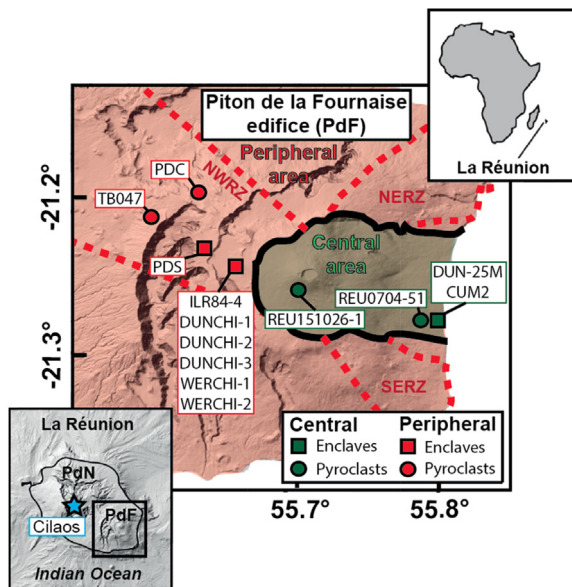 Piton de la Fournaise
edifice (PdF)
La Réunion
Peripheral
area
NWRZ
NERZ
PDC
TB047
-21.2°
PDS
Central
area
DUN-25M
CUM2
REU0704-51
REU151026-1
ILR84-4
DUNCHI-1
DUNCHI-2
DUNCHI-3
WERCHI-1
WERCHI-2
-21.3°
SERZ
Central
Enclaves
Pyroclasts
Peripheral
Enclaves
Pyroclasts
55.7°
55.8°
La Réunion
PdN
PdF
Cilaos
Indian Ocean